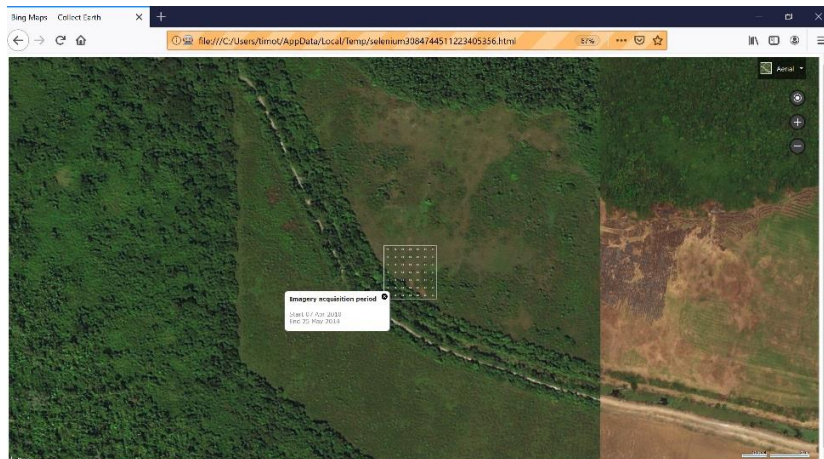 Bing Maps Collect Earth
file:///C:/Users/timot/AppData/Local/Temp/selenium3084744511223405356.html
67%
Aerial
Imagery acquisition period
Start 07 Apr 2010
End 25 May 2014